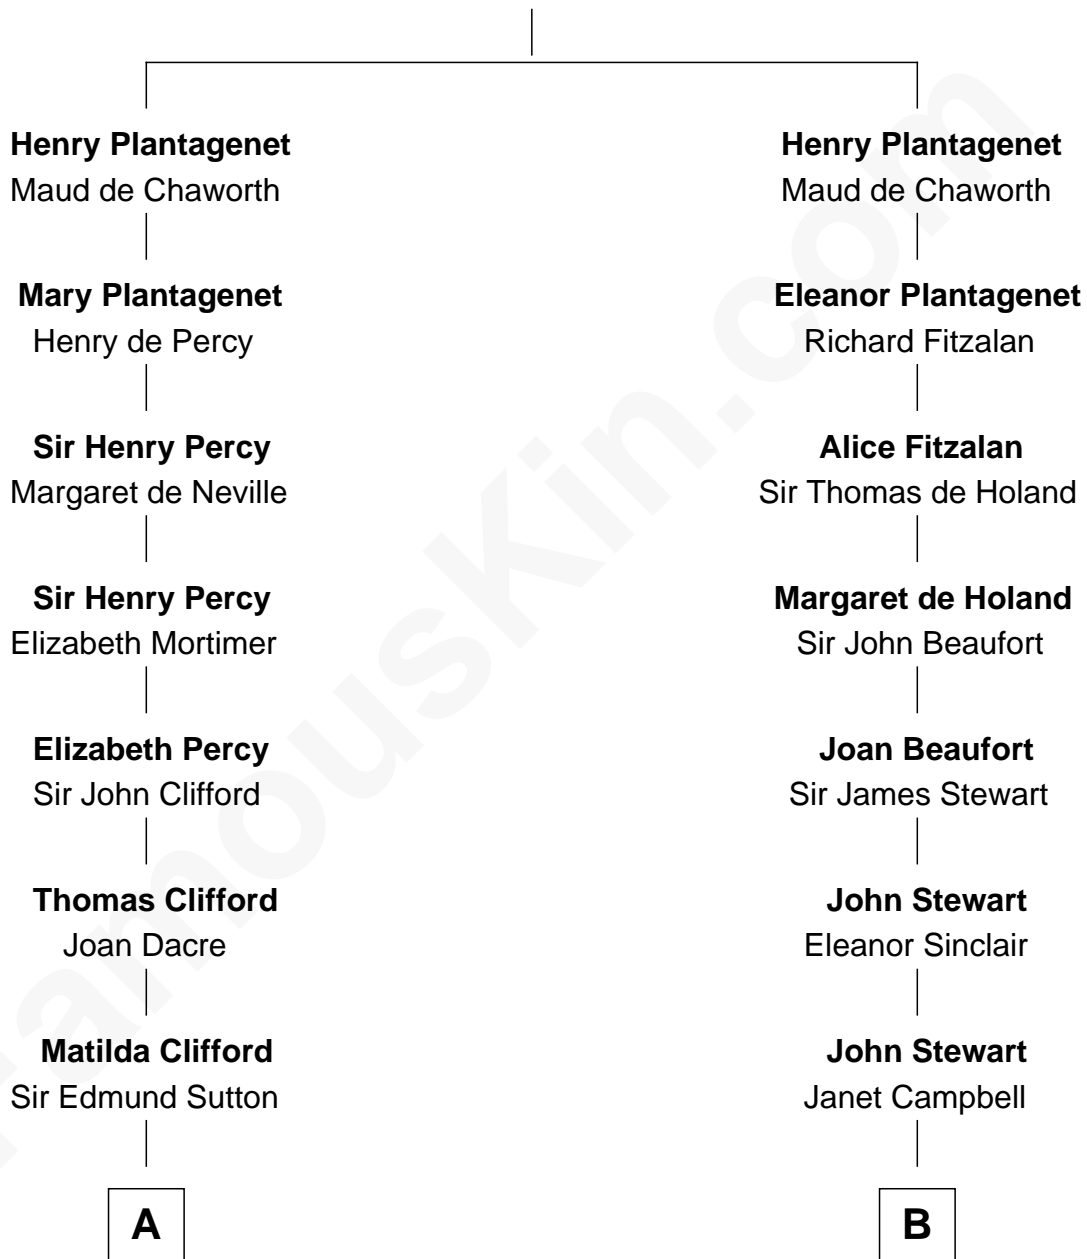 Henry Plantagenet
Maud de Chaworth
Mary Plantagenet
Henry de Percy
Sir Henry Percy
Margaret de Neville
Sir Henry Percy
Elizabeth Mortimer
Elizabeth Percy
Sir John Clifford
Thomas Clifford
Joan Dacre
Matilda Clifford
Sir Edmund Sutton
A
Henry Plantagenet
Maud de Chaworth
Eleanor Plantagenet
Richard Fitzalan
Alice Fitzalan
Sir Thomas de Holand
Margaret de Holand
Sir John Beaufort
Joan Beaufort
Sir James Stewart
John Stewart
Eleanor Sinclair
John Stewart
Janet Campbell
B
FamousKin.com